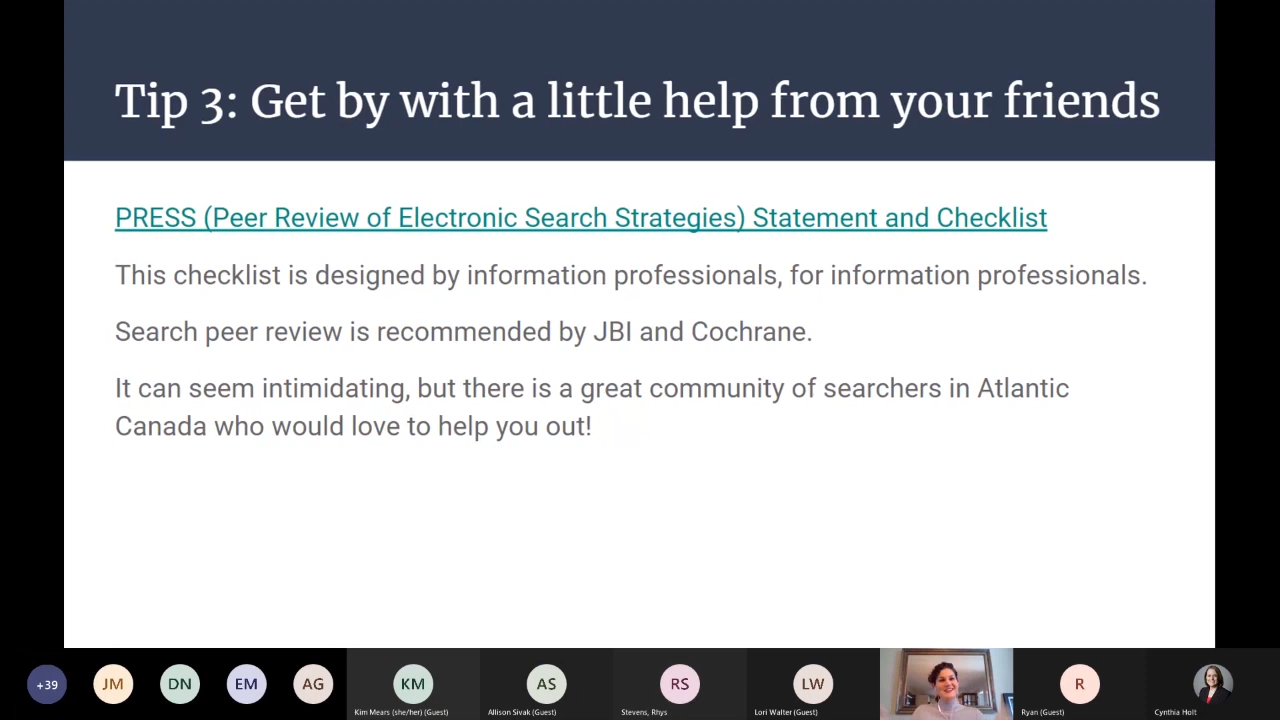 Tip 3: Get by with a little help from your friends
PRESS (Peer Review of Electronic Search Strategies) Statement and Checklist
This checklist is designed by information professionals, for information professionals.
Search peer review is recommended by JBI and Cochrane.
It can seem intimidating, but there is a great community of searchers in Atlantic
Canada who would love to help you out!
+39
JM
DN
EM
AG
KM
AS
RS
LW
R
Kim Mears (she/her) (Guest)
Allison Sivak (Guest)
Stevens, Rhys
Lori Walter (Guest)
Ryan (Guest)
Cynthia Holt